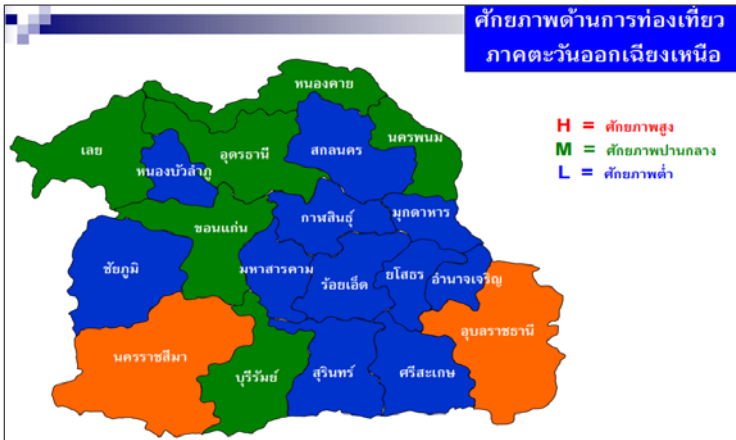 ศักยภาพด้านการท่องเที่ยว
ภาคตะวันออกเฉียงเหนือ
H = ศักยภาพสูง
M = ศักยภาพปานกลาง
L = ศักยภาพต่ำ
หนองคาย
เลย
อุดรธานี
สกลนคร
นครพนม
หนองบัวลำภู
ขอนแก่น
กาฬสินธุ์
มุกดาหาร
ชัยภูมิ
มหาสารคาม
ร้อยเอ็ด
ยโสธร
อำนาจเจริญ
นครราชสีมา
บุรีรัมย์
สุรินทร์
ศรีสะเกษ
อุบลราชธานี